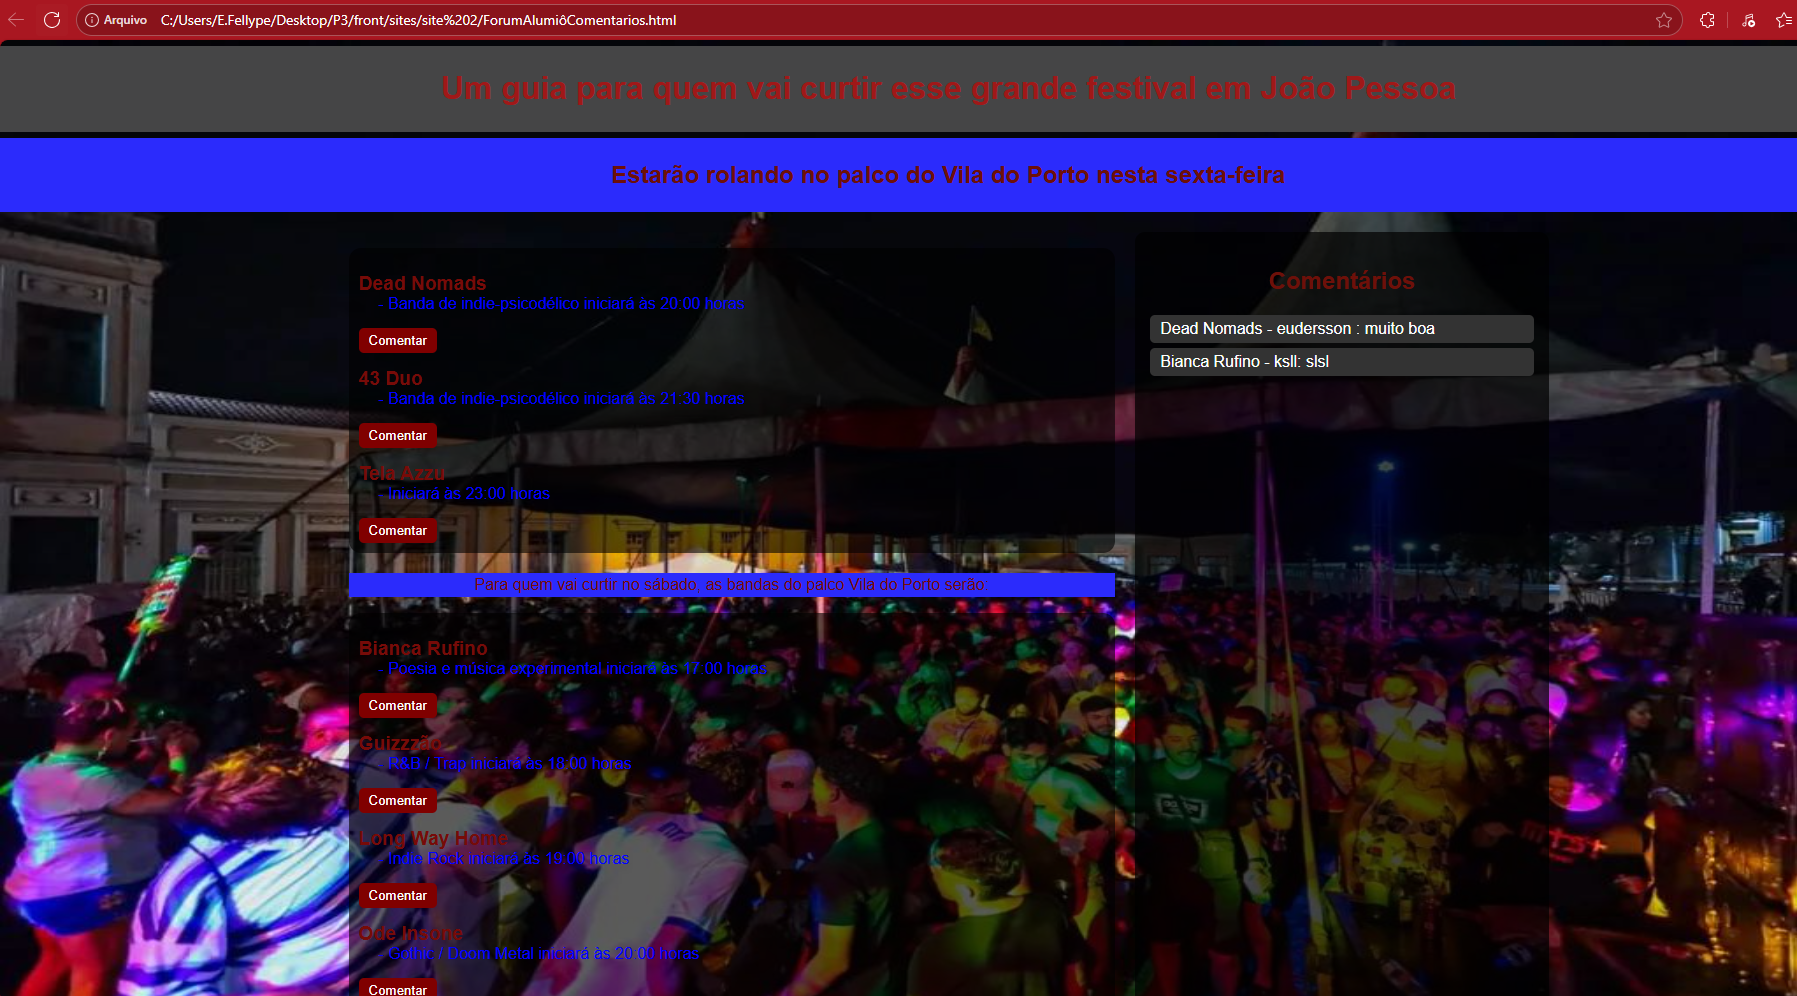 Arquivo C:/Users/E.Fellype/Desktop/P3/front/sites/site%202/ForumAlumiôComentarios.html
Um guia para quem vai curtir esse grande festival em João Pessoa
Estarão rolando no palco do Vila do Porto nesta sexta-feira
Dead Nomads
- Banda de indie-psicodélico iniciará às 20:00 horas
Comentar
43 Duo
- Banda de indie-psicodélico iniciará às 21:30 horas
Comentar
Tela Azzu
- Iniciará às 23:00 horas
Comentar
Para quem vai curtir no sábado, as bandas do palco Vila do Porto serão:
Bianca Rufino
- Poesia e música experimental iniciará às 17:00 horas
Comentar
Guizzzão
- R&B / Trap iniciará às 18:00 horas
Comentar
Long Way Home
- Indie Rock iniciará às 19:00 horas
Comentar
Ode Insone
- Gothic / Doom Metal iniciará às 20:00 horas
Comentar
Comentários
Dead Nomads - eudersson : muito boa
Bianca Rufino - ksll: slsl